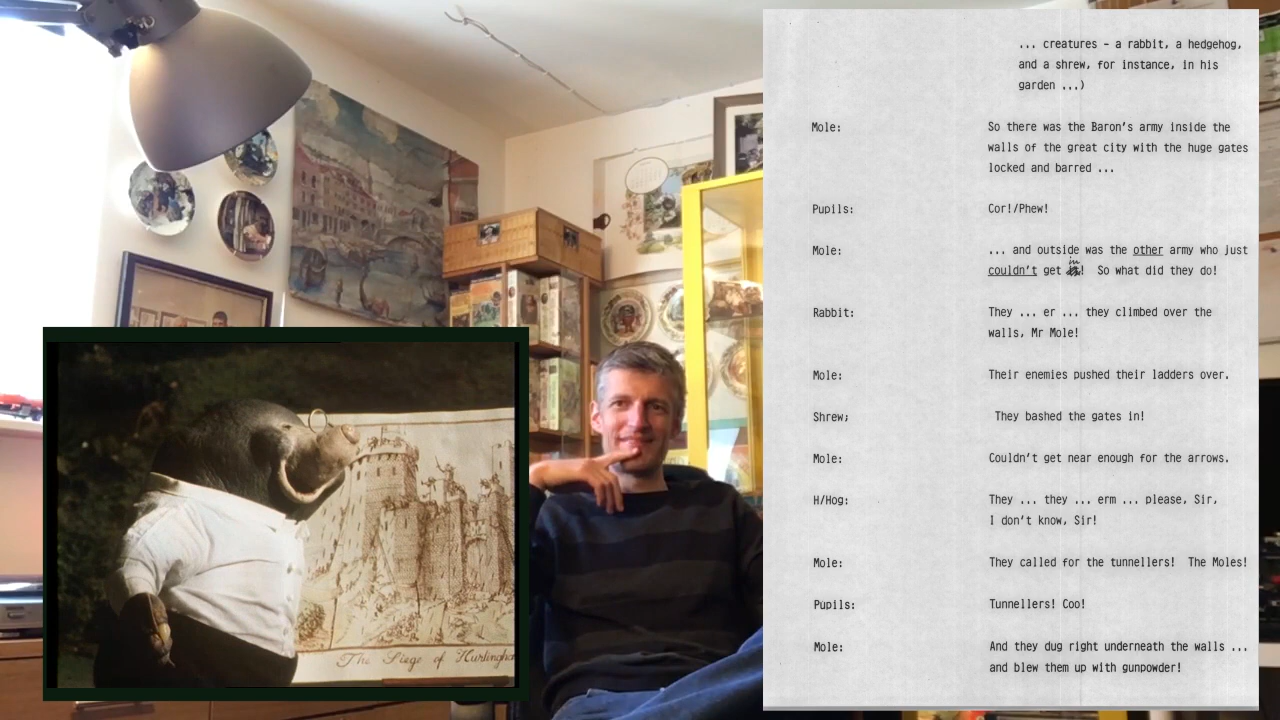 ... creatures – a rabbit, a hedgehog,
and a shrew, for instance, in his
garden ...)
Mole: So there was the Baron's army inside the
walls of the great city with the huge gates
locked and barred ...
Pupils: Cor!/Phew!
Mole: ... and outside was the other army who just
couldn't get in! So what did they do!
Rabbit: They ... er ... they climbed over the
walls, Mr Mole!
Mole: Their enemies pushed their ladders over.
Shrew; They bashed the gates in!
Mole: Couldn't get near enough for the arrows.
H/Hog: They ... they ... erm ... please, Sir,
I don't know, Sir!
Mole: They called for the tunnellers! The Moles!
Pupils: Tunnellers! Coo!
Mole: And they dug right underneath the walls ...
and blew them up with gunpowder!
The Siege of Hurlingha